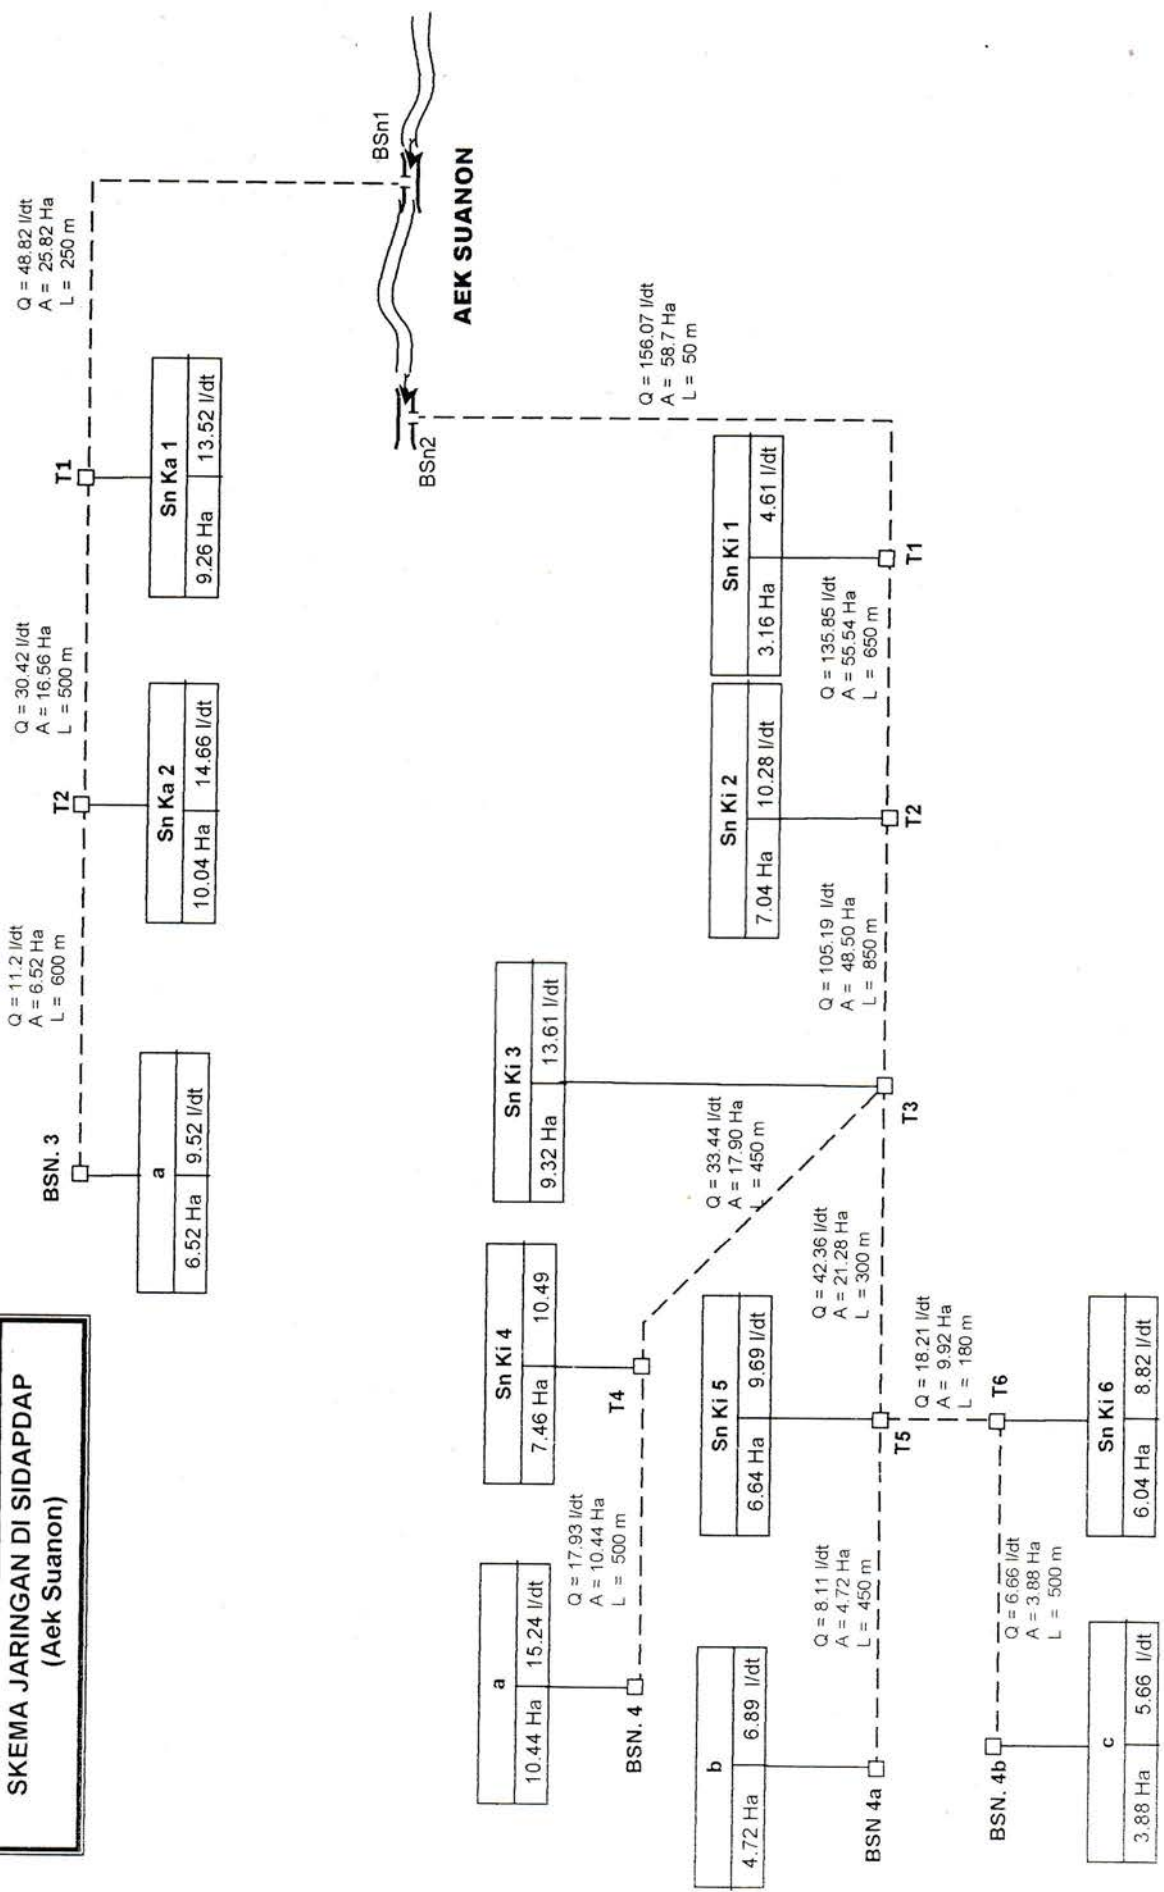 SKEMA JARINGAN DI SIDAPDAP
(Aek Suanon)
BSN. 3
a
6.52 Ha 9.52 l/dt
Q = 11.2 l/dt
A = 6.52 Ha
L = 600 m
T2
Sn Ka 2
10.04 Ha 14.66 l/dt
Q = 30.42 l/dt
A = 16.56 Ha
L = 500 m
T1
Sn Ka 1
9.26 Ha 13.52 l/dt
Q = 48.82 l/dt
A = 25.82 Ha
L = 250 m
BSn1
BSn2
AEK SUANON
Q = 156.07 l/dt
A = 58.7 Ha
L = 50 m
Sn Ki 1
3.16 Ha 4.61 l/dt
T1
Q = 135.85 l/dt
A = 55.54 Ha
L = 650 m
Sn Ki 2
7.04 Ha 10.28 l/dt
T2
Q = 105.19 l/dt
A = 48.50 Ha
L = 850 m
Sn Ki 3
9.32 Ha 13.61 l/dt
T3
Q = 33.44 l/dt
A = 17.90 Ha
L = 450 m
Sn Ki 4
7.46 Ha 10.49
T4
Q = 17.93 l/dt
A = 10.44 Ha
L = 500 m
a
10.44 Ha 15.24 l/dt
BSN. 4
Q = 42.36 l/dt
A = 21.28 Ha
L = 300 m
Sn Ki 5
6.64 Ha 9.69 l/dt
T5
Q = 8.11 l/dt
A = 4.72 Ha
L = 450 m
b
4.72 Ha 6.89 l/dt
BSN 4a
Q = 18.21 l/dt
A = 9.92 Ha
L = 180 m
T6
Sn Ki 6
6.04 Ha 8.82 l/dt
Q = 6.66 l/dt
A = 3.88 Ha
L = 500 m
BSN. 4b
c
3.88 Ha 5.66 l/dt